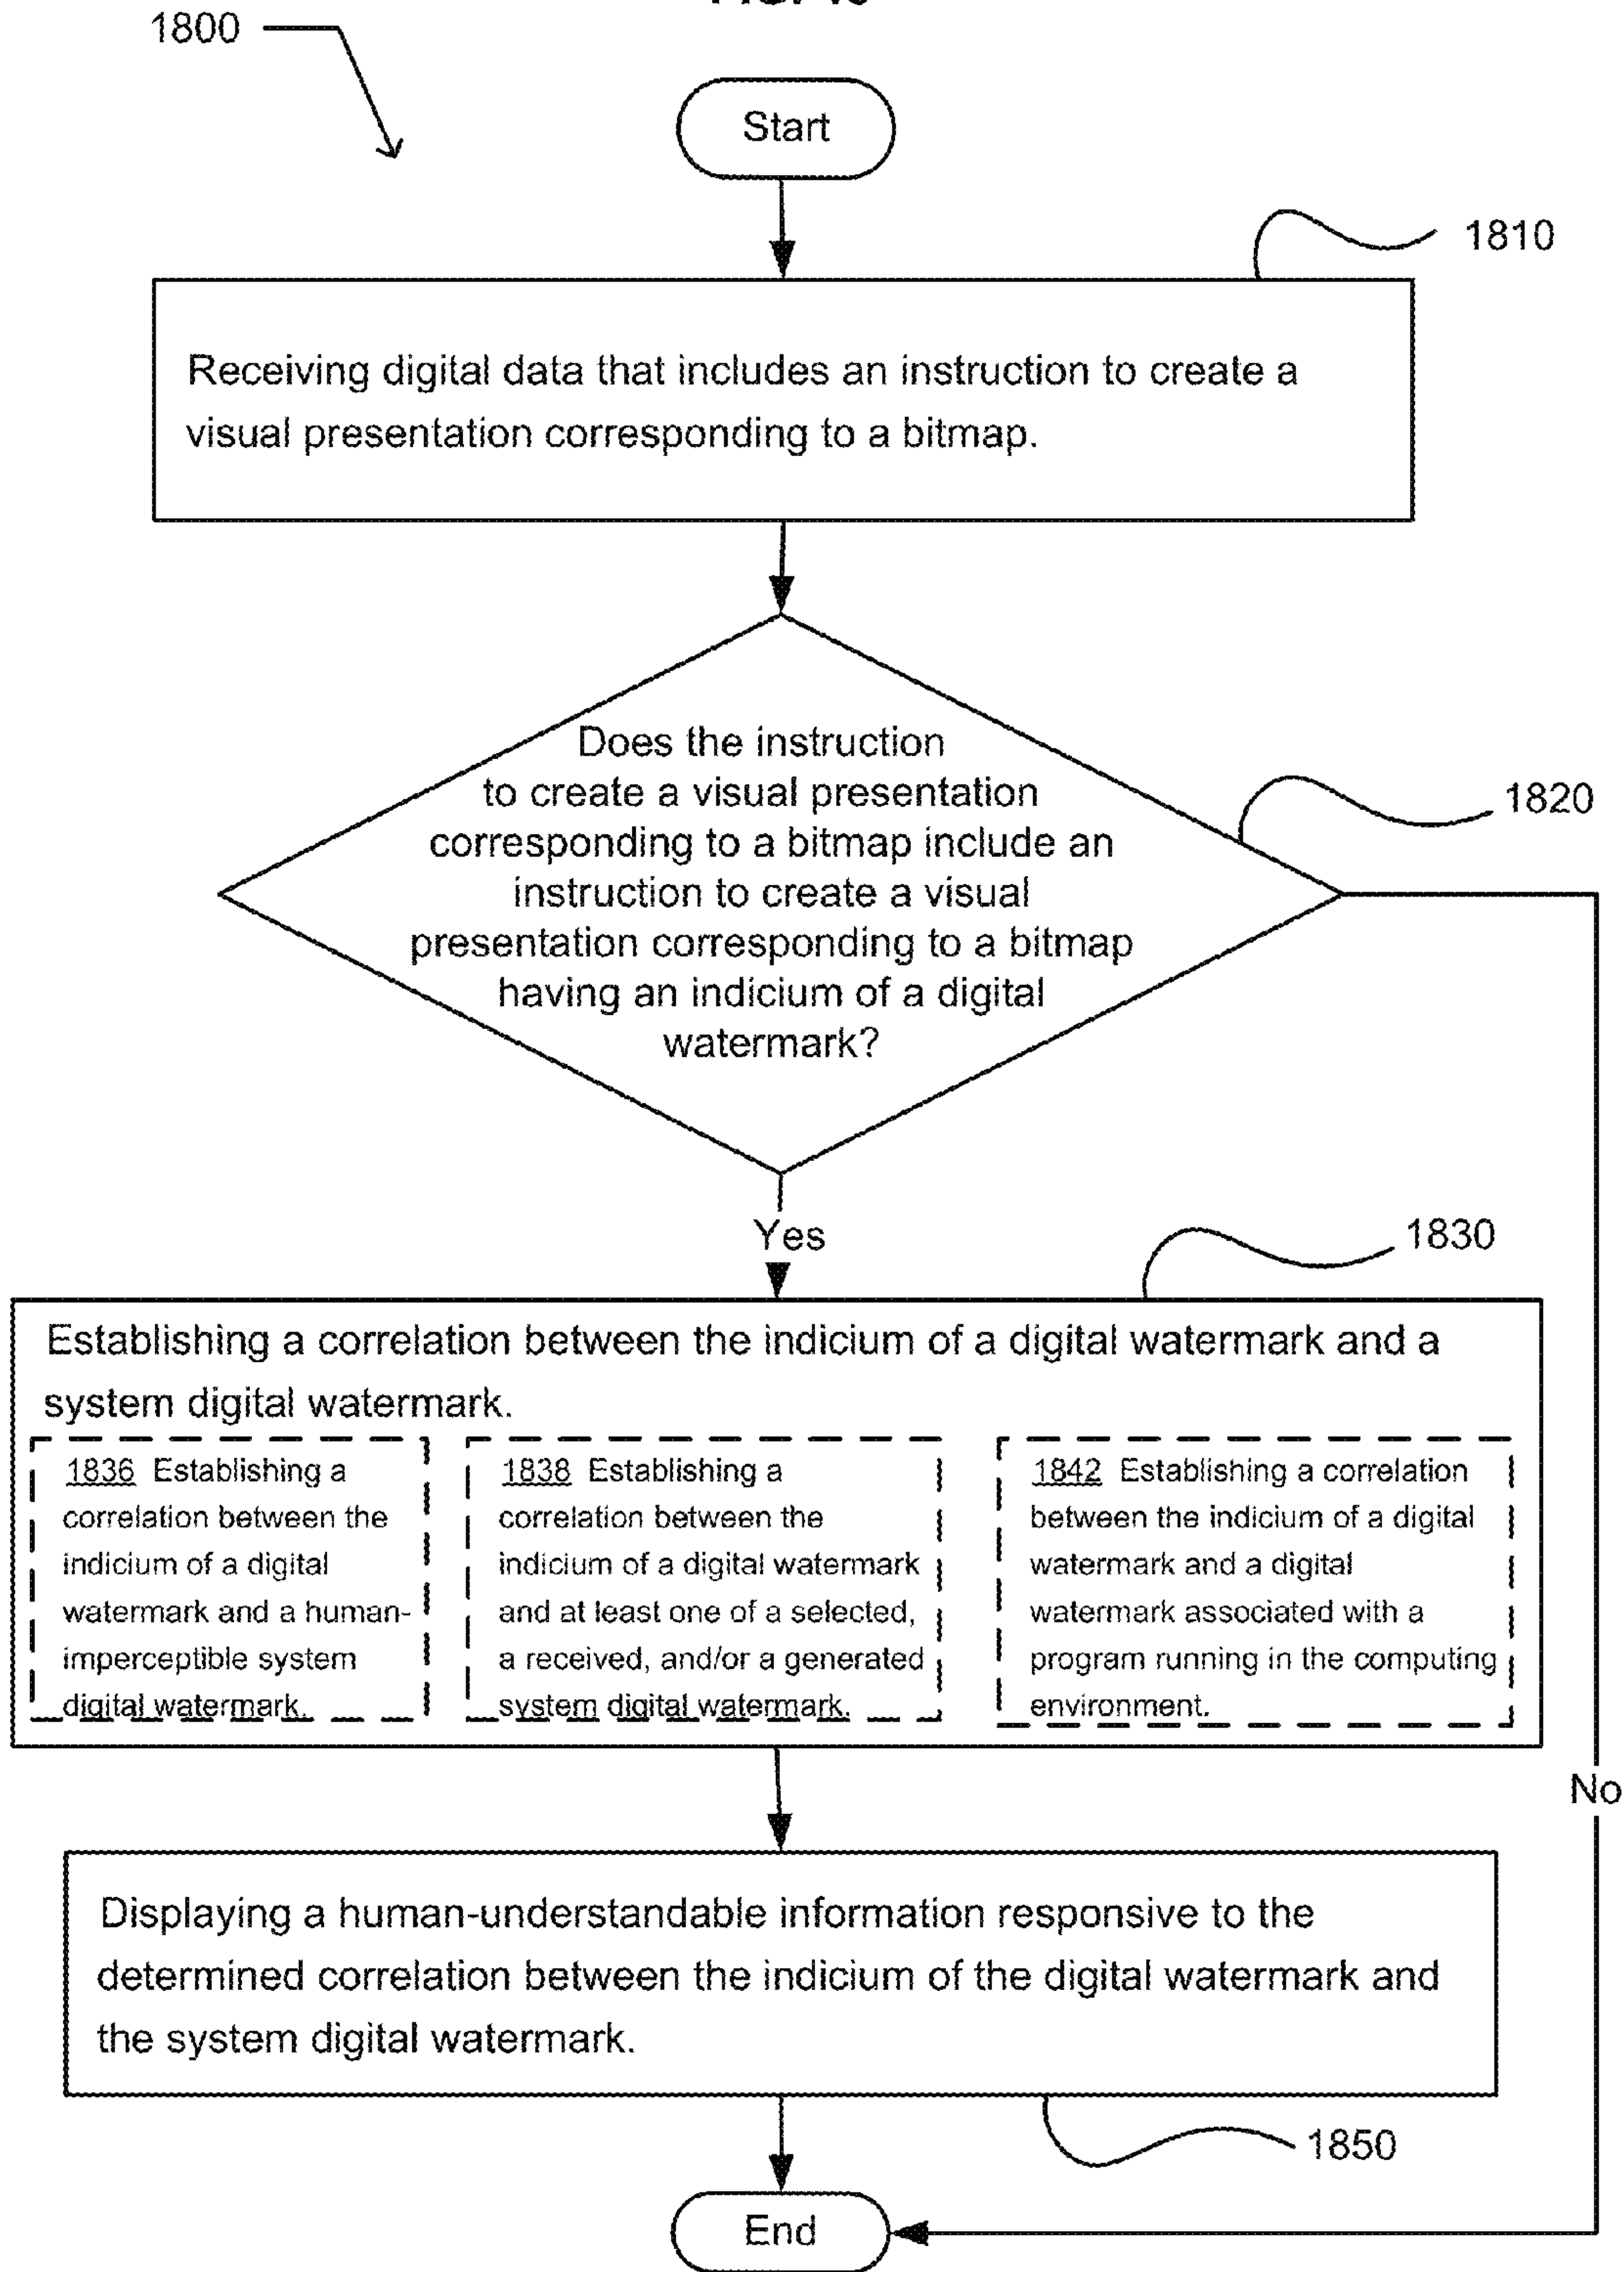 1800
Start
1810
Receiving digital data that includes an instruction to create a
visual presentation corresponding to a bitmap.
Does the instruction
to create a visual presentation
corresponding to a bitmap include an
instruction to create a visual
presentation corresponding to a bitmap
having an indicium of a digital
watermark?
1820
Yes
1830
Establishing a correlation between the indicium of a digital watermark and a
system digital watermark.
1836 Establishing a
correlation between the
indicium of a digital
watermark and a human-
imperceptible system
digital watermark.
1838 Establishing a
correlation between the
indicium of a digital watermark
and at least one of a selected,
a received, and/or a generated
system digital watermark.
1842 Establishing a correlation
between the indicium of a digital
watermark and a digital
watermark associated with a
program running in the computing
environment.
No
Displaying a human-understandable information responsive to the
determined correlation between the indicium of the digital watermark and
the system digital watermark.
1850
End